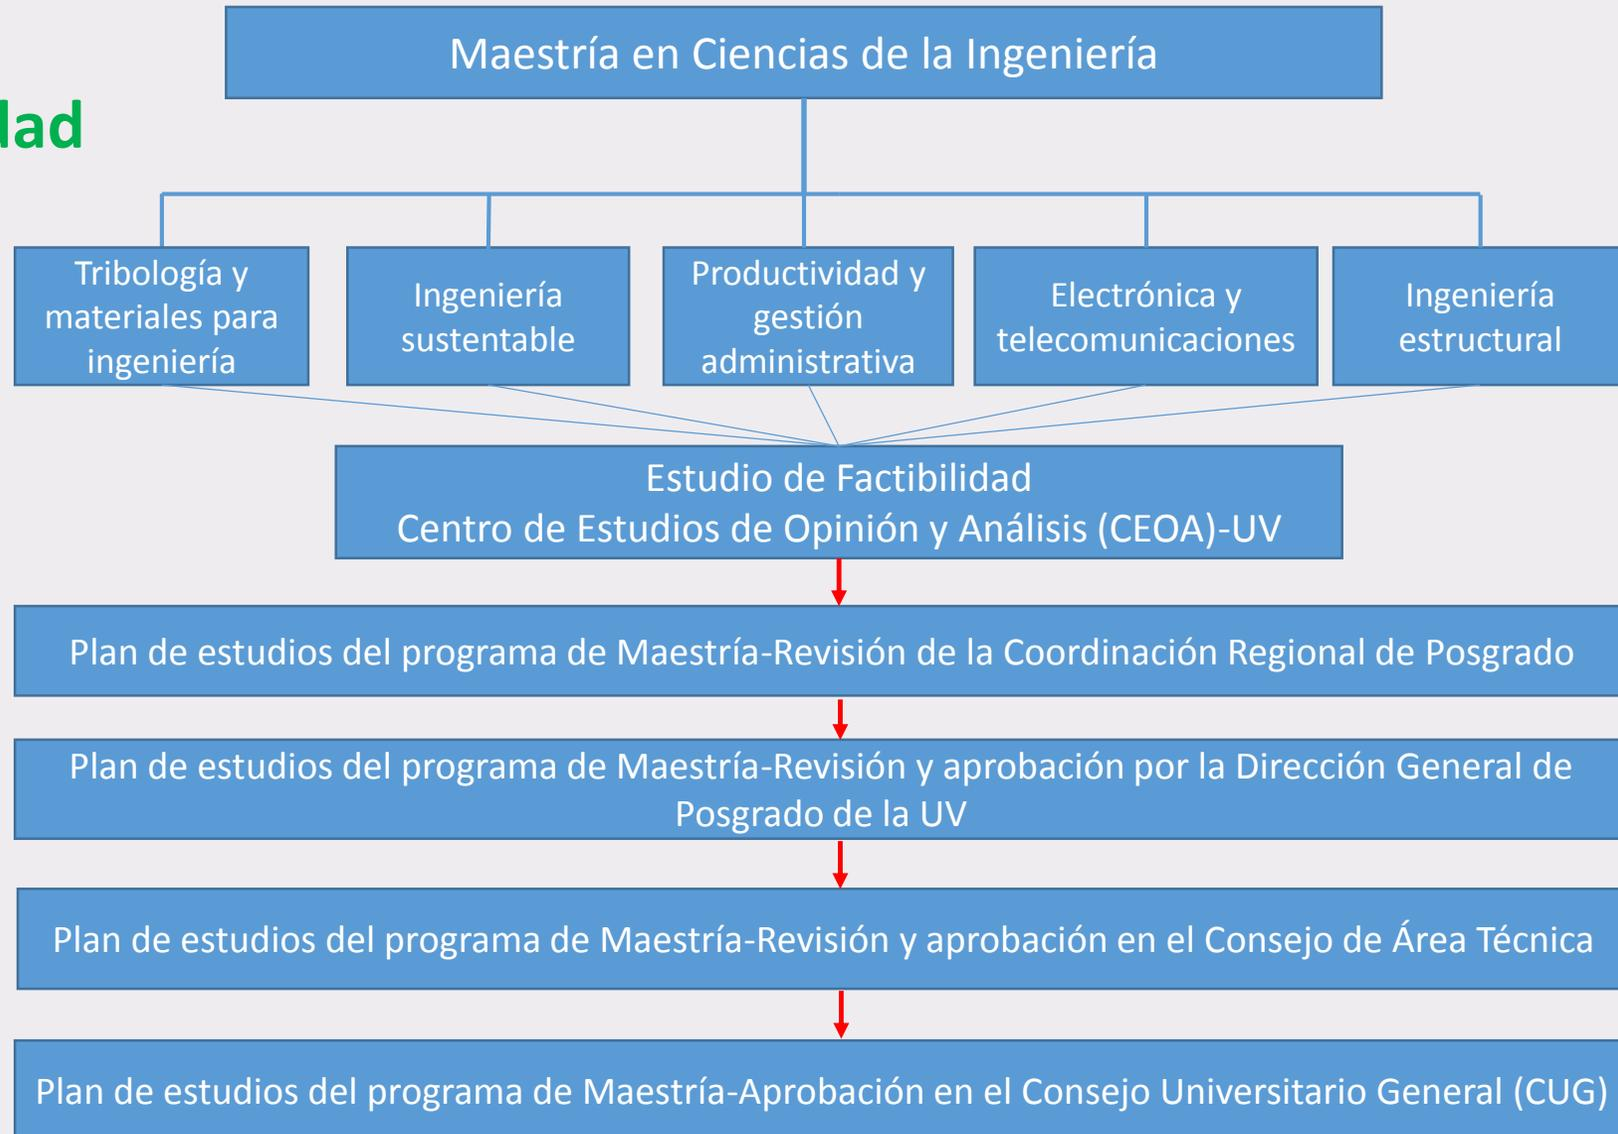 Maestría en Ciencias de la Ingeniería
dad
Tribología y
materiales para
ingeniería
Ingeniería
sustentable
Productividad y
gestión
administrativa
Electrónica y
telecomunicaciones
Ingeniería
estructural
Estudio de Factibilidad
Centro de Estudios de Opinión y Análisis (CEOA)-UV
Plan de estudios del programa de Maestría-Revisión de la Coordinación Regional de Posgrado
Plan de estudios del programa de Maestría-Revisión y aprobación por la Dirección General de
Posgrado de la UV
Plan de estudios del programa de Maestría-Revisión y aprobación en el Consejo de Área Técnica
Plan de estudios del programa de Maestría-Aprobación en el Consejo Universitario General (CUG)